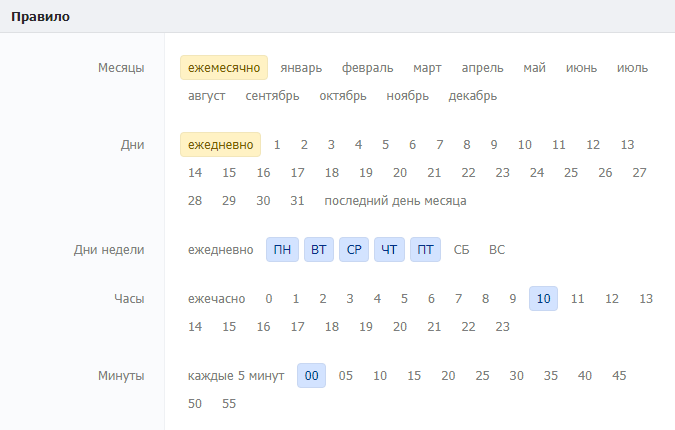 Правило
Месяцы ежемесячно январь февраль март апрель май июнь июль
август сентябрь октябрь ноябрь декабрь
Дни ежедневно 1 2 3 4 5 6 7 8 9 10 11 12 13
14 15 16 17 18 19 20 21 22 23 24 25 26 27
28 29 30 31 последний день месяца
Дни недели ежедневно ПН ВТ СР ЧТ ПТ СБ ВС
Часы ежечасно 0 1 2 3 4 5 6 7 8 9 10 11 12 13
14 15 16 17 18 19 20 21 22 23
Минуты каждые 5 минут 00 05 10 15 20 25 30 35 40 45
50 55